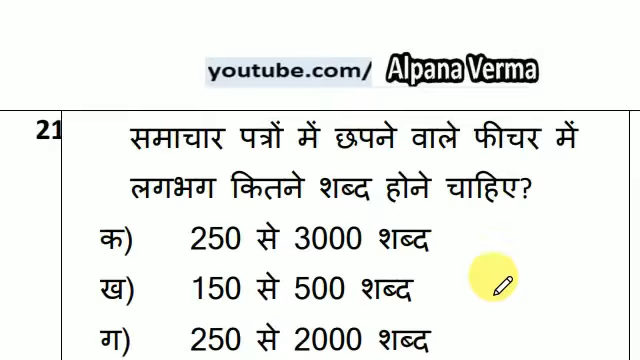 youtube.com/ Alpana Verma
21 समाचार पत्रों में छपने वाले फीचर में
लगभग कितने शब्द होने चाहिए?
क) 250 से 3000 शब्द
ख) 150 से 500 शब्द
ग) 250 से 2000 शब्द